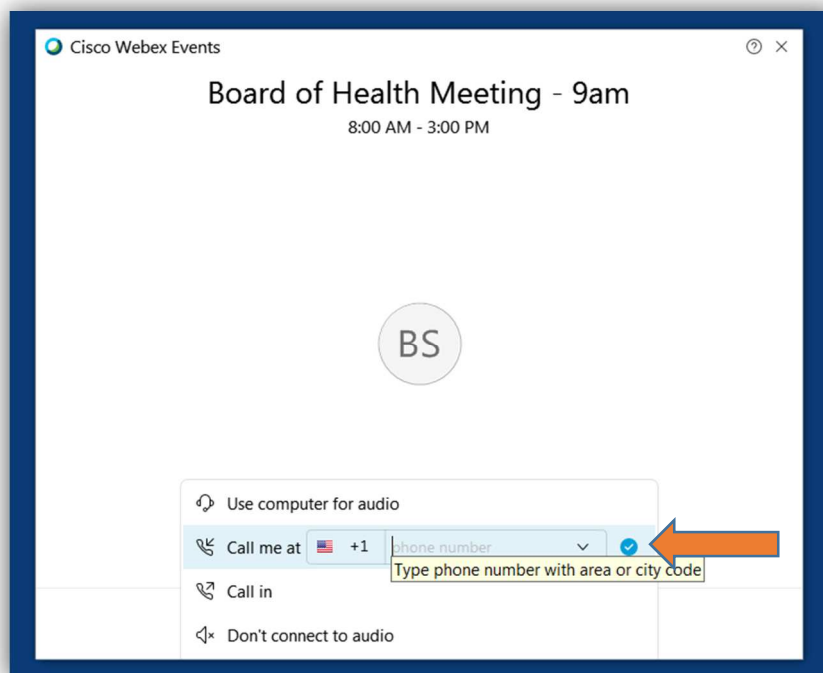 Cisco Webex Events
Board of Health Meeting - 9am
8:00 AM - 3:00 PM
BS
Use computer for audio
Call me at +1 phone number
Type phone number with area or city code
Call in
Don't connect to audio